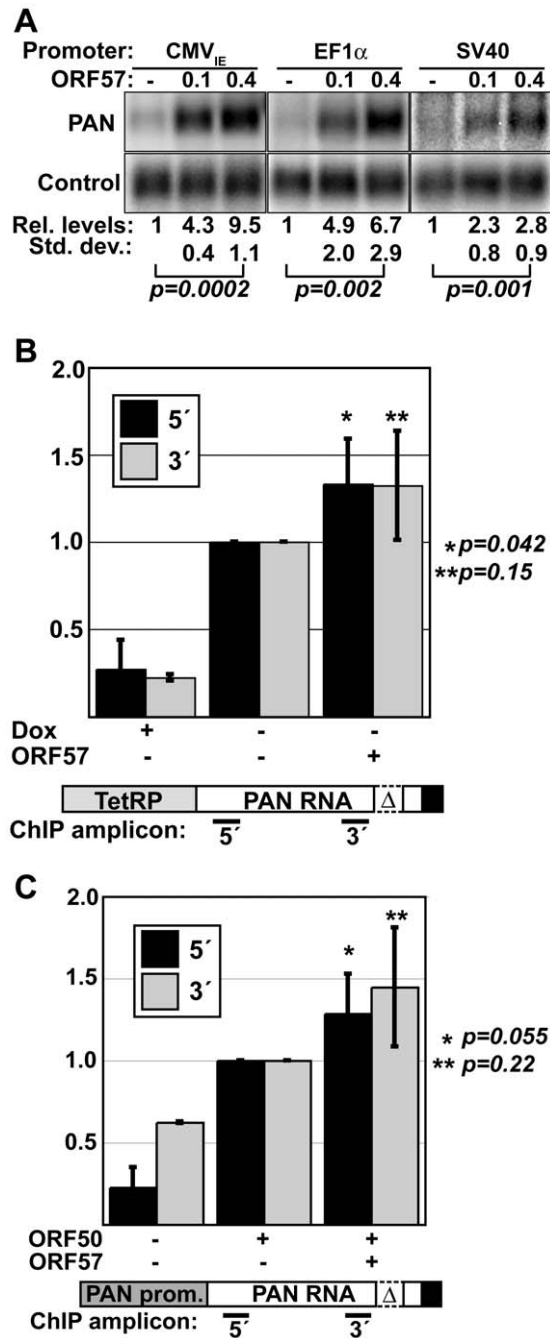 A
Promoter: CMV IE EF1α SV40
ORF57: - 0.1 0.4 - 0.1 0.4 - 0.1 0.4
PAN
Control
Rel. levels: 1 4.3 9.5 1 4.9 6.7 1 2.3 2.8
Std. dev.: 0.4 1.1 2.0 2.9 0.8 0.9
p=0.0002 p=0.002 p=0.001
B
2.0
1.5
1.0
0.5
5´
3´
* **
*p=0.042
**p=0.15
Dox + - -
ORF57 - - +
TetRP PAN RNA Δ
ChIP amplicon: 5´ 3´
C
2.0
1.5
1.0
0.5
5´
3´
* **
* p=0.055
** p=0.22
ORF50 - + +
ORF57 - - +
PAN prom. PAN RNA Δ
ChIP amplicon: 5´ 3´